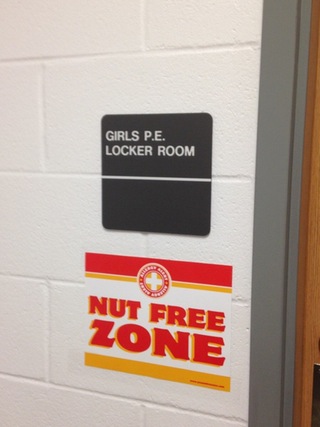 GIRLS P.E.
LOCKER ROOM
NUT FREE
ZONE